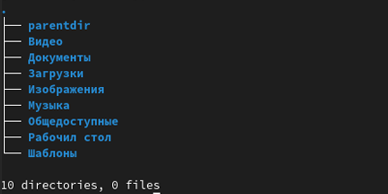 .
├── parentdir
├── Видео
├── Документы
├── Загрузки
├── Изображения
├── Музыка
├── Общедоступные
├── Рабочил стол
└── Шаблоны
10 directories, 0 files